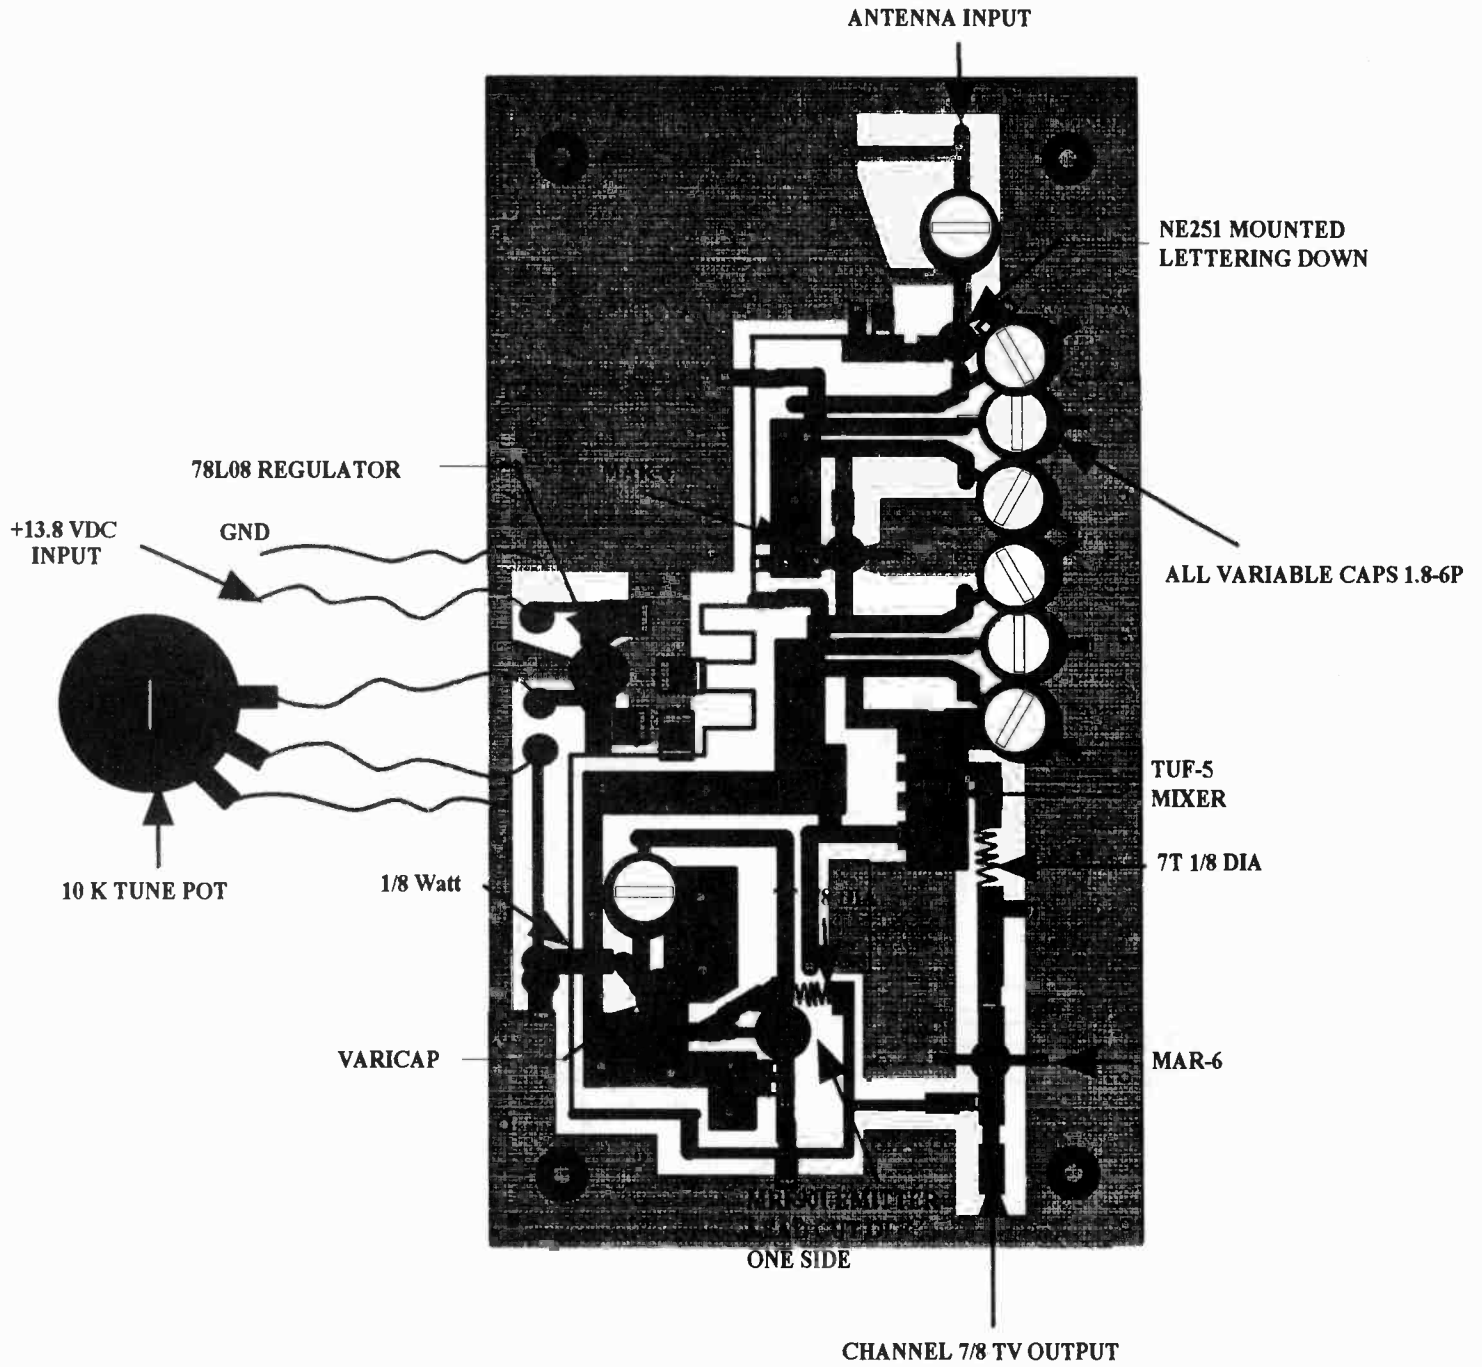 ANTENNA INPUT
NE251 MOUNTED
LETTERING DOWN
78L08 REGULATOR
+13.8 VDC
INPUT
GND
ALL VARIABLE CAPS 1.8-6P
TUF-5
MIXER
7T 1/8 DIA
10 K TUNE POT
1/8 Watt
VARICAP
MAR-6
EMITTER
ONE SIDE
CHANNEL 7/8 TV OUTPUT